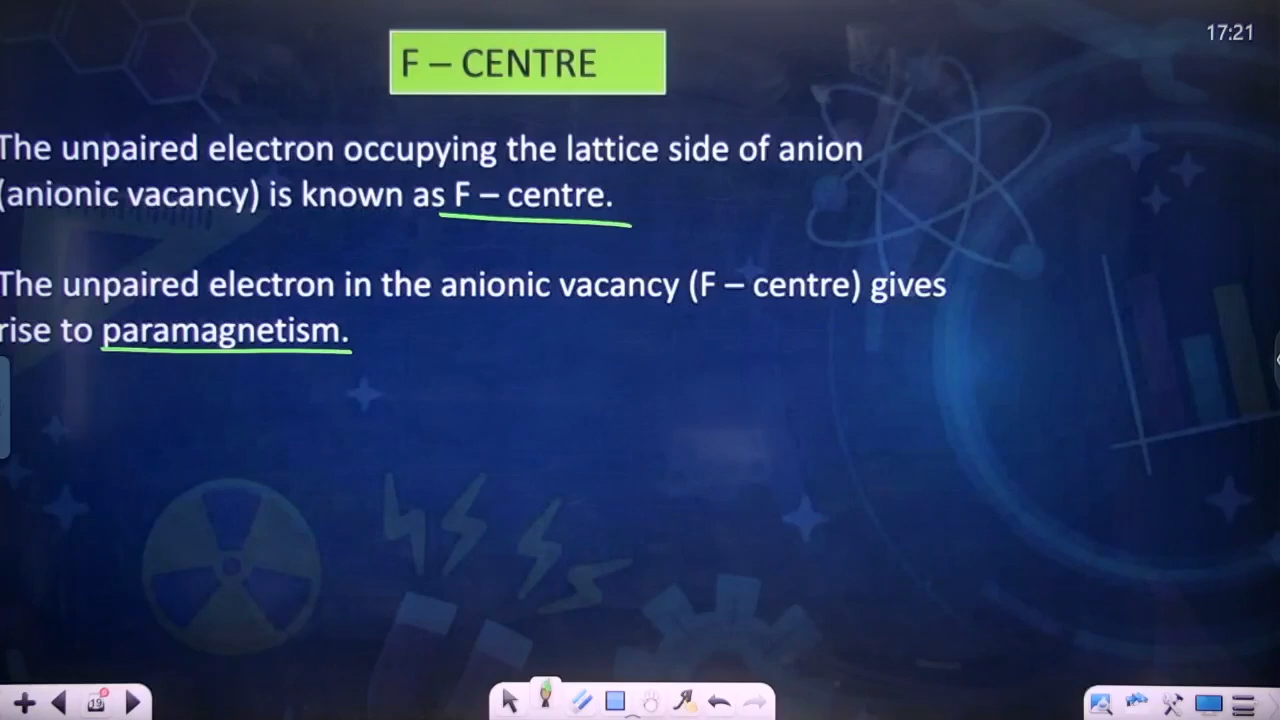 17:21
F – CENTRE
The unpaired electron occupying the lattice side of anion
(anionic vacancy) is known as F – centre.
The unpaired electron in the anionic vacancy (F – centre) gives
rise to paramagnetism.
19